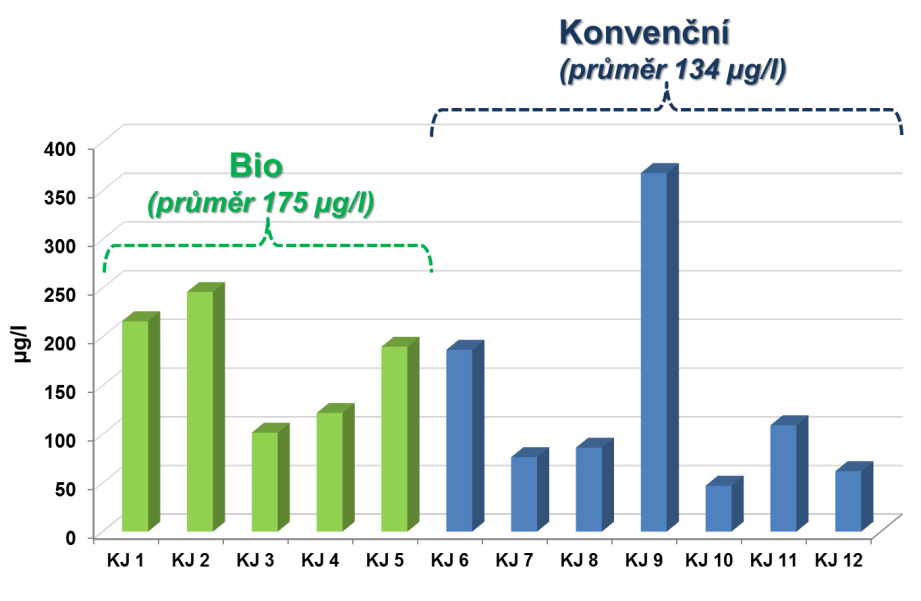 Konvenční
(průměr 134 µg/l)
Bio
(průměr 175 µg/l)
µg/l
400
350
300
250
200
150
100
50
0
KJ 1 KJ 2 KJ 3 KJ 4 KJ 5 KJ 6 KJ 7 KJ 8 KJ 9 KJ 10 KJ 11 KJ 12